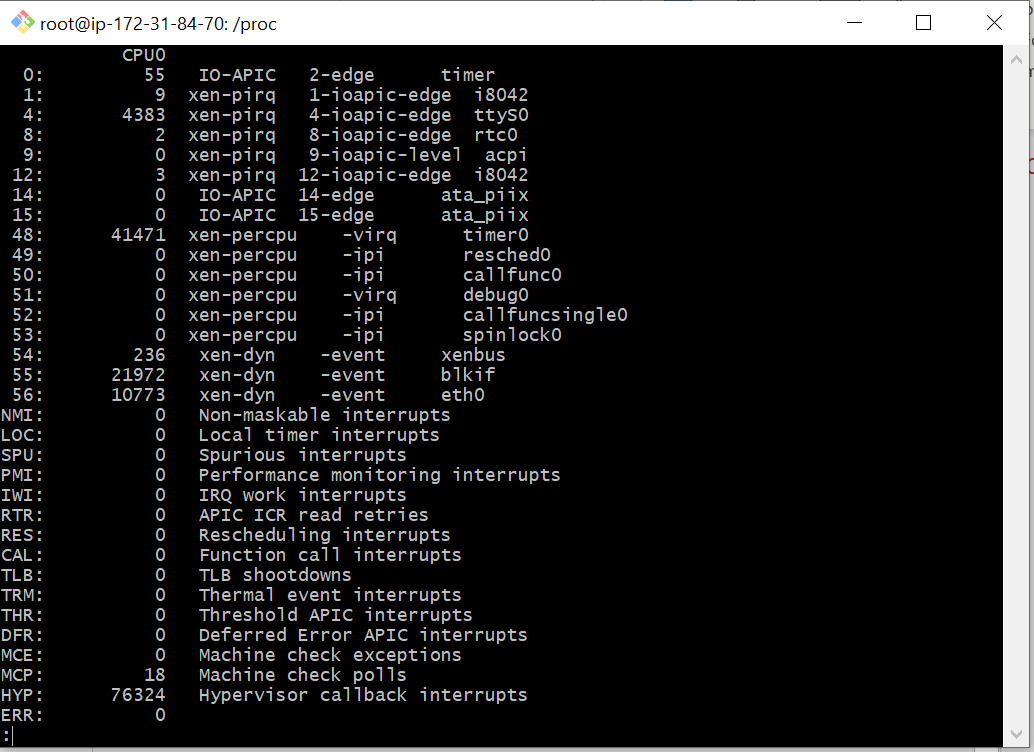 root@ip-172-31-84-70: /proc
CPU0
0: 55 IO-APIC 2-edge timer
1: 9 xen-pirq 1-ioapic-edge i8042
4: 4383 xen-pirq 4-ioapic-edge ttyS0
8: 2 xen-pirq 8-ioapic-edge rtc0
9: 0 xen-pirq 9-ioapic-level acpi
12: 3 xen-pirq 12-ioapic-edge i8042
14: 0 IO-APIC 14-edge ata_piix
15: 0 IO-APIC 15-edge ata_piix
48: 41471 xen-percpu -virq timer0
49: 0 xen-percpu -ipi resched0
50: 0 xen-percpu -ipi callfunc0
51: 0 xen-percpu -virq debug0
52: 0 xen-percpu -ipi callfuncsingle0
53: 0 xen-percpu -ipi spinlock0
54: 236 xen-dyn -event xenbus
55: 21972 xen-dyn -event blkif
56: 10773 xen-dyn -event eth0
NMI: 0 Non-maskable interrupts
LOC: 0 Local timer interrupts
SPU: 0 Spurious interrupts
PMI: 0 Performance monitoring interrupts
IWI: 0 IRQ work interrupts
RTR: 0 APIC ICR read retries
RES: 0 Rescheduling interrupts
CAL: 0 Function call interrupts
TLB: 0 TLB shootdowns
TRM: 0 Thermal event interrupts
THR: 0 Threshold APIC interrupts
DFR: 0 Deferred Error APIC interrupts
MCE: 0 Machine check exceptions
MCP: 18 Machine check polls
HYP: 76324 Hypervisor callback interrupts
ERR: 0
: